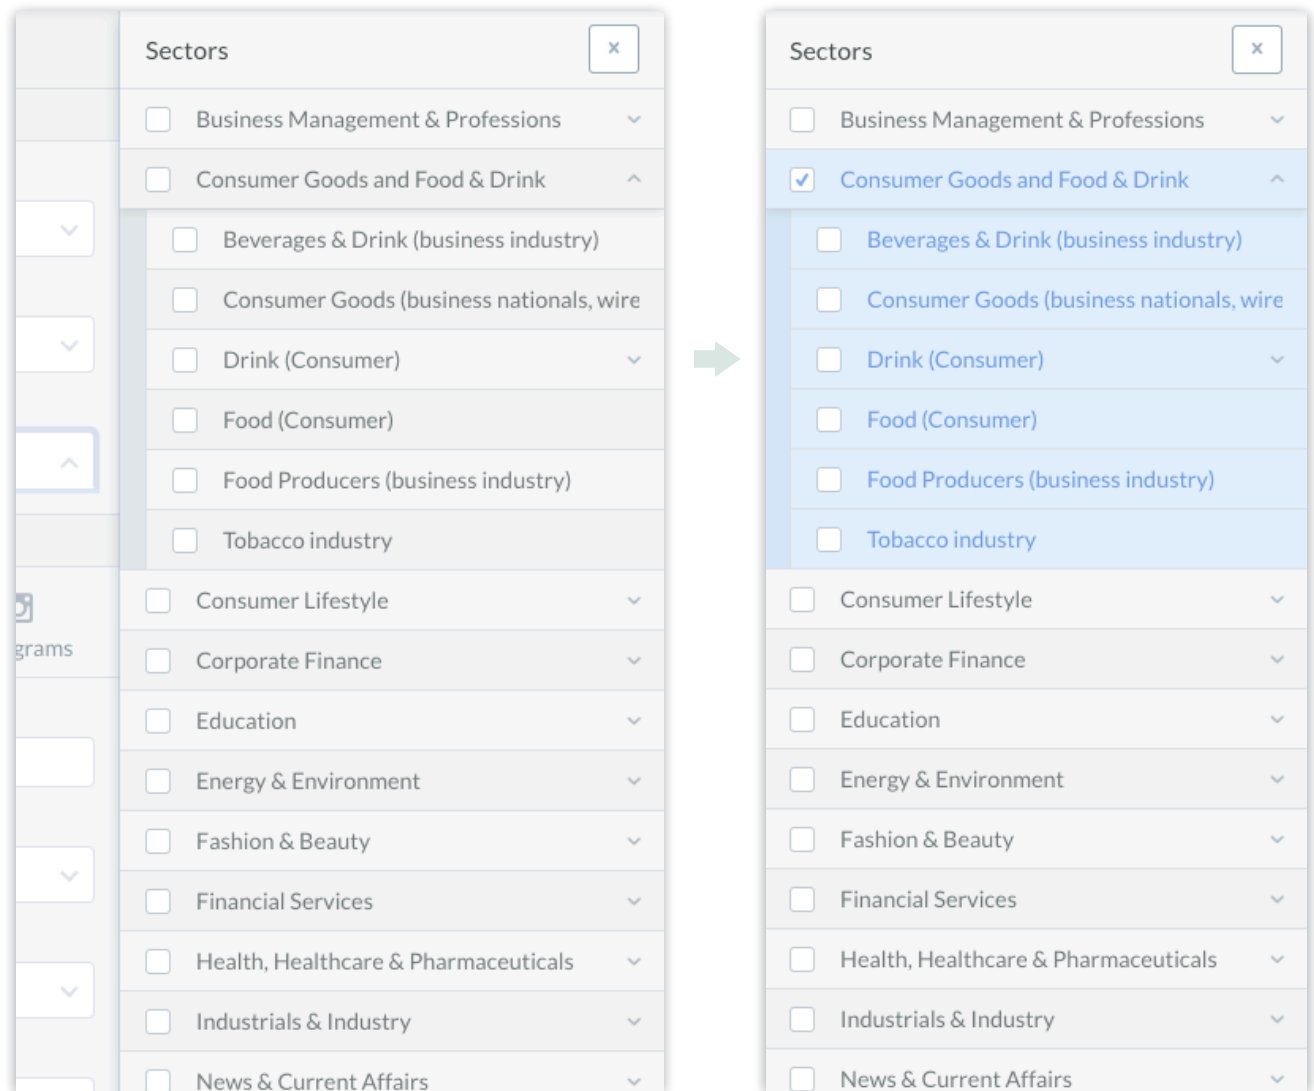 Sectors
Business Management & Professions
Consumer Goods and Food & Drink
Beverages & Drink (business industry)
Consumer Goods (business nationals, wire
Drink (Consumer)
Food (Consumer)
Food Producers (business industry)
Tobacco industry
Consumer Lifestyle
grams
Corporate Finance
Education
Energy & Environment
Fashion & Beauty
Financial Services
Health, Healthcare & Pharmaceuticals
Industrials & Industry
News & Current Affairs
Sectors
Business Management & Professions
Consumer Goods and Food & Drink
Beverages & Drink (business industry)
Consumer Goods (business nationals, wire
Drink (Consumer)
Food (Consumer)
Food Producers (business industry)
Tobacco industry
Consumer Lifestyle
Corporate Finance
Education
Energy & Environment
Fashion & Beauty
Financial Services
Health, Healthcare & Pharmaceuticals
Industrials & Industry
News & Current Affairs